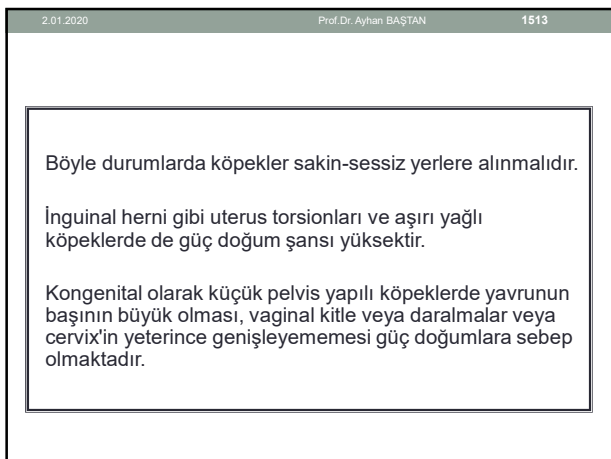 2.01.2020 Prof.Dr. Ayhan BAŞTAN 1513
Böyle durumlarda köpekler sakin-sessiz yerlere alınmalıdır.
İnguinal herni gibi uterus torsionları ve aşırı yağlı
köpeklerde de güç doğum şansı yüksektir.
Kongenital olarak küçük pelvis yapılı köpeklerde yavrunun
başının büyük olması, vaginal kitle veya daralmalar veya
cervix'in yeterince genişleyememesi güç doğumlara sebep
olmaktadır.